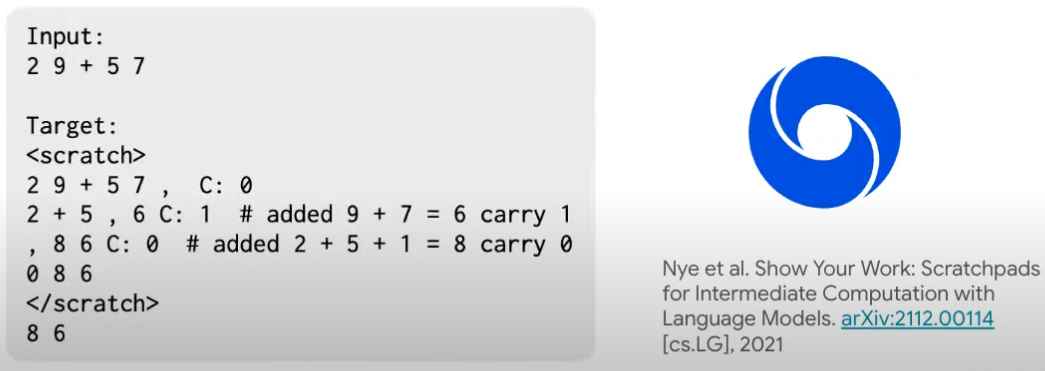 Input:
2 9 + 5 7
Target:
<scratch>
2 9 + 5 7 , C: 0
2 + 5 , 6 C: 1 # added 9 + 7 = 6 carry 1
, 8 6 C: 0 # added 2 + 5 + 1 = 8 carry 0
0 8 6
</scratch>
8 6
Nye et al. Show Your Work: Scratchpads
for Intermediate Computation with
Language Models. arXiv:2112.00114
[cs.LG], 2021